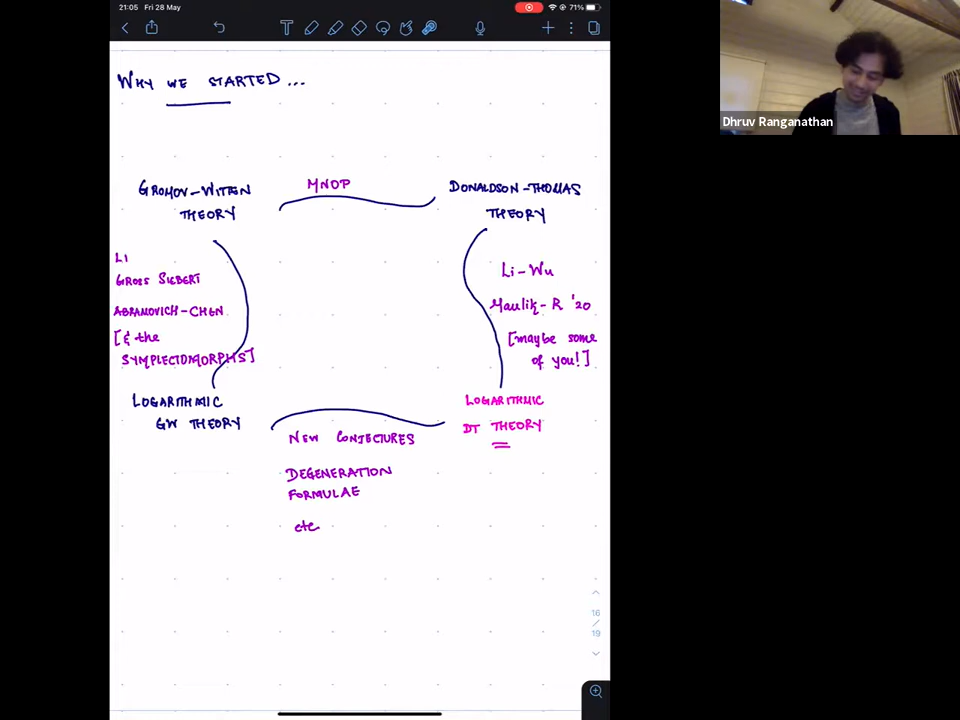 21:05 Fri 28 May
71%
Dhruv Ranganathan
WHY WE STARTED...
GROMOV-WITTEN
THEORY
MNOP
DONALDSON-THOMAS
THEORY
LI
GROSS SIEBERT
ABRAMOVICH-CHEN
[& the
SYMPLECTOMORPHS]
Li-Wu
Maulik-R '20
[maybe some
of you!]
LOGARITHMIC
GW THEORY
LOGARITHMIC
DT THEORY
NEW CONJECTURES
DEGENERATION
FORMULAE
etc
16
/
19